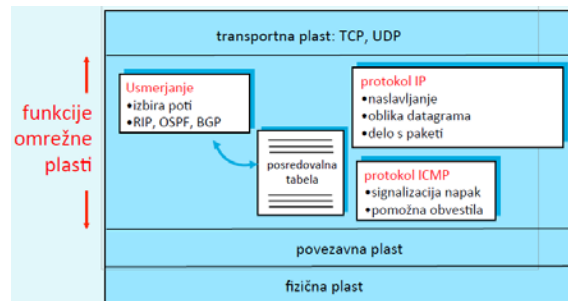 transportna plast: TCP, UDP
funkcije
omrežne
plasti
Usmerjanje
•izbira poti
•RIP, OSPF, BGP
posredovalna
tabela
protokol IP
•naslavljanje
•oblika datagrama
•delo s paketi
protokol ICMP
•signalizacija napak
•pomožna obvestila
povezavna plast
fizična plast